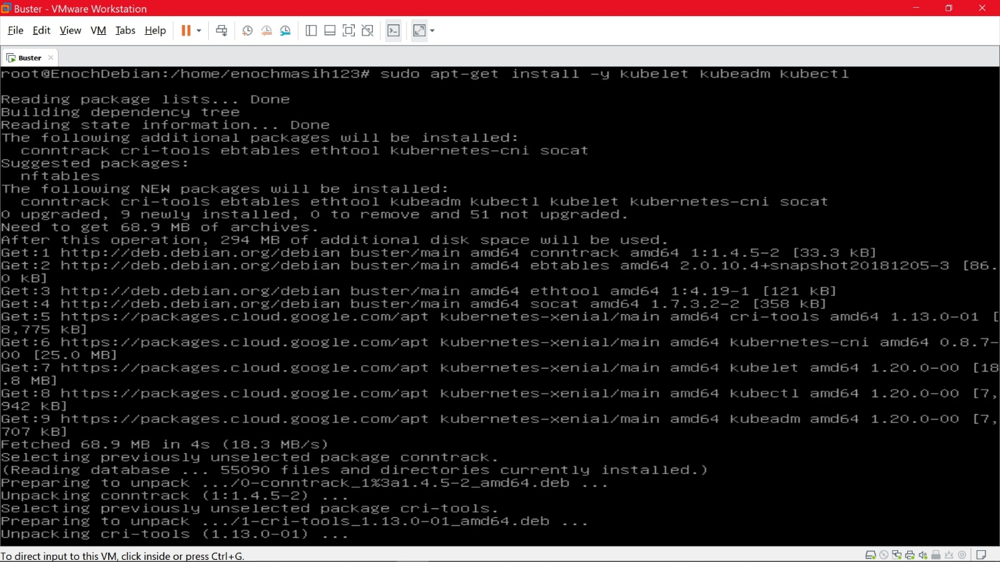 Buster - VMware Workstation
File Edit View VM Tabs Help
Buster
root@EnochDebian:/home/enochmasih123# sudo apt-get install -y kubelet kubeadm kubectl
Reading package lists... Done
Building dependency tree
Reading state information... Done
The following additional packages will be installed:
conntrack cri-tools ebtables ethtool kubernetes-cni socat
Suggested packages:
nftables
The following NEW packages will be installed:
conntrack cri-tools ebtables ethtool kubeadm kubectl kubelet kubernetes-cni socat
0 upgraded, 9 newly installed, 0 to remove and 51 not upgraded.
Need to get 68.9 MB of archives.
After this operation, 294 MB of additional disk space will be used.
Get:1 http://deb.debian.org/debian buster/main amd64 conntrack amd64 1:1.4.5-2 [33.3 kB]
Get:2 http://deb.debian.org/debian buster/main amd64 ebtables amd64 2.0.10.4+snapshot20181205-3 [86.
0 kB]
Get:3 http://deb.debian.org/debian buster/main amd64 ethtool amd64 1:4.19-1 [121 kB]
Get:4 http://deb.debian.org/debian buster/main amd64 socat amd64 1.7.3.2-2 [358 kB]
Get:5 https://packages.cloud.google.com/apt kubernetes-xenial/main amd64 cri-tools amd64 1.13.0-01 [
8,775 kB]
Get:6 https://packages.cloud.google.com/apt kubernetes-xenial/main amd64 kubernetes-cni amd64 0.8.7-
00 [25.0 MB]
Get:7 https://packages.cloud.google.com/apt kubernetes-xenial/main amd64 kubelet amd64 1.20.0-00 [18
.8 MB]
Get:8 https://packages.cloud.google.com/apt kubernetes-xenial/main amd64 kubectl amd64 1.20.0-00 [7,
942 kB]
Get:9 https://packages.cloud.google.com/apt kubernetes-xenial/main amd64 kubeadm amd64 1.20.0-00 [7,
707 kB]
Fetched 68.9 MB in 4s (18.3 MB/s)
Selecting previously unselected package conntrack.
(Reading database ... 55090 files and directories currently installed.)
Preparing to unpack .../0-conntrack_1%3a1.4.5-2_amd64.deb ...
Unpacking conntrack (1:1.4.5-2) ...
Selecting previously unselected package cri-tools.
Preparing to unpack .../1-cri-tools_1.13.0-01_amd64.deb ...
Unpacking cri-tools (1.13.0-01) ...
To direct input to this VM, click inside or press Ctrl+G.